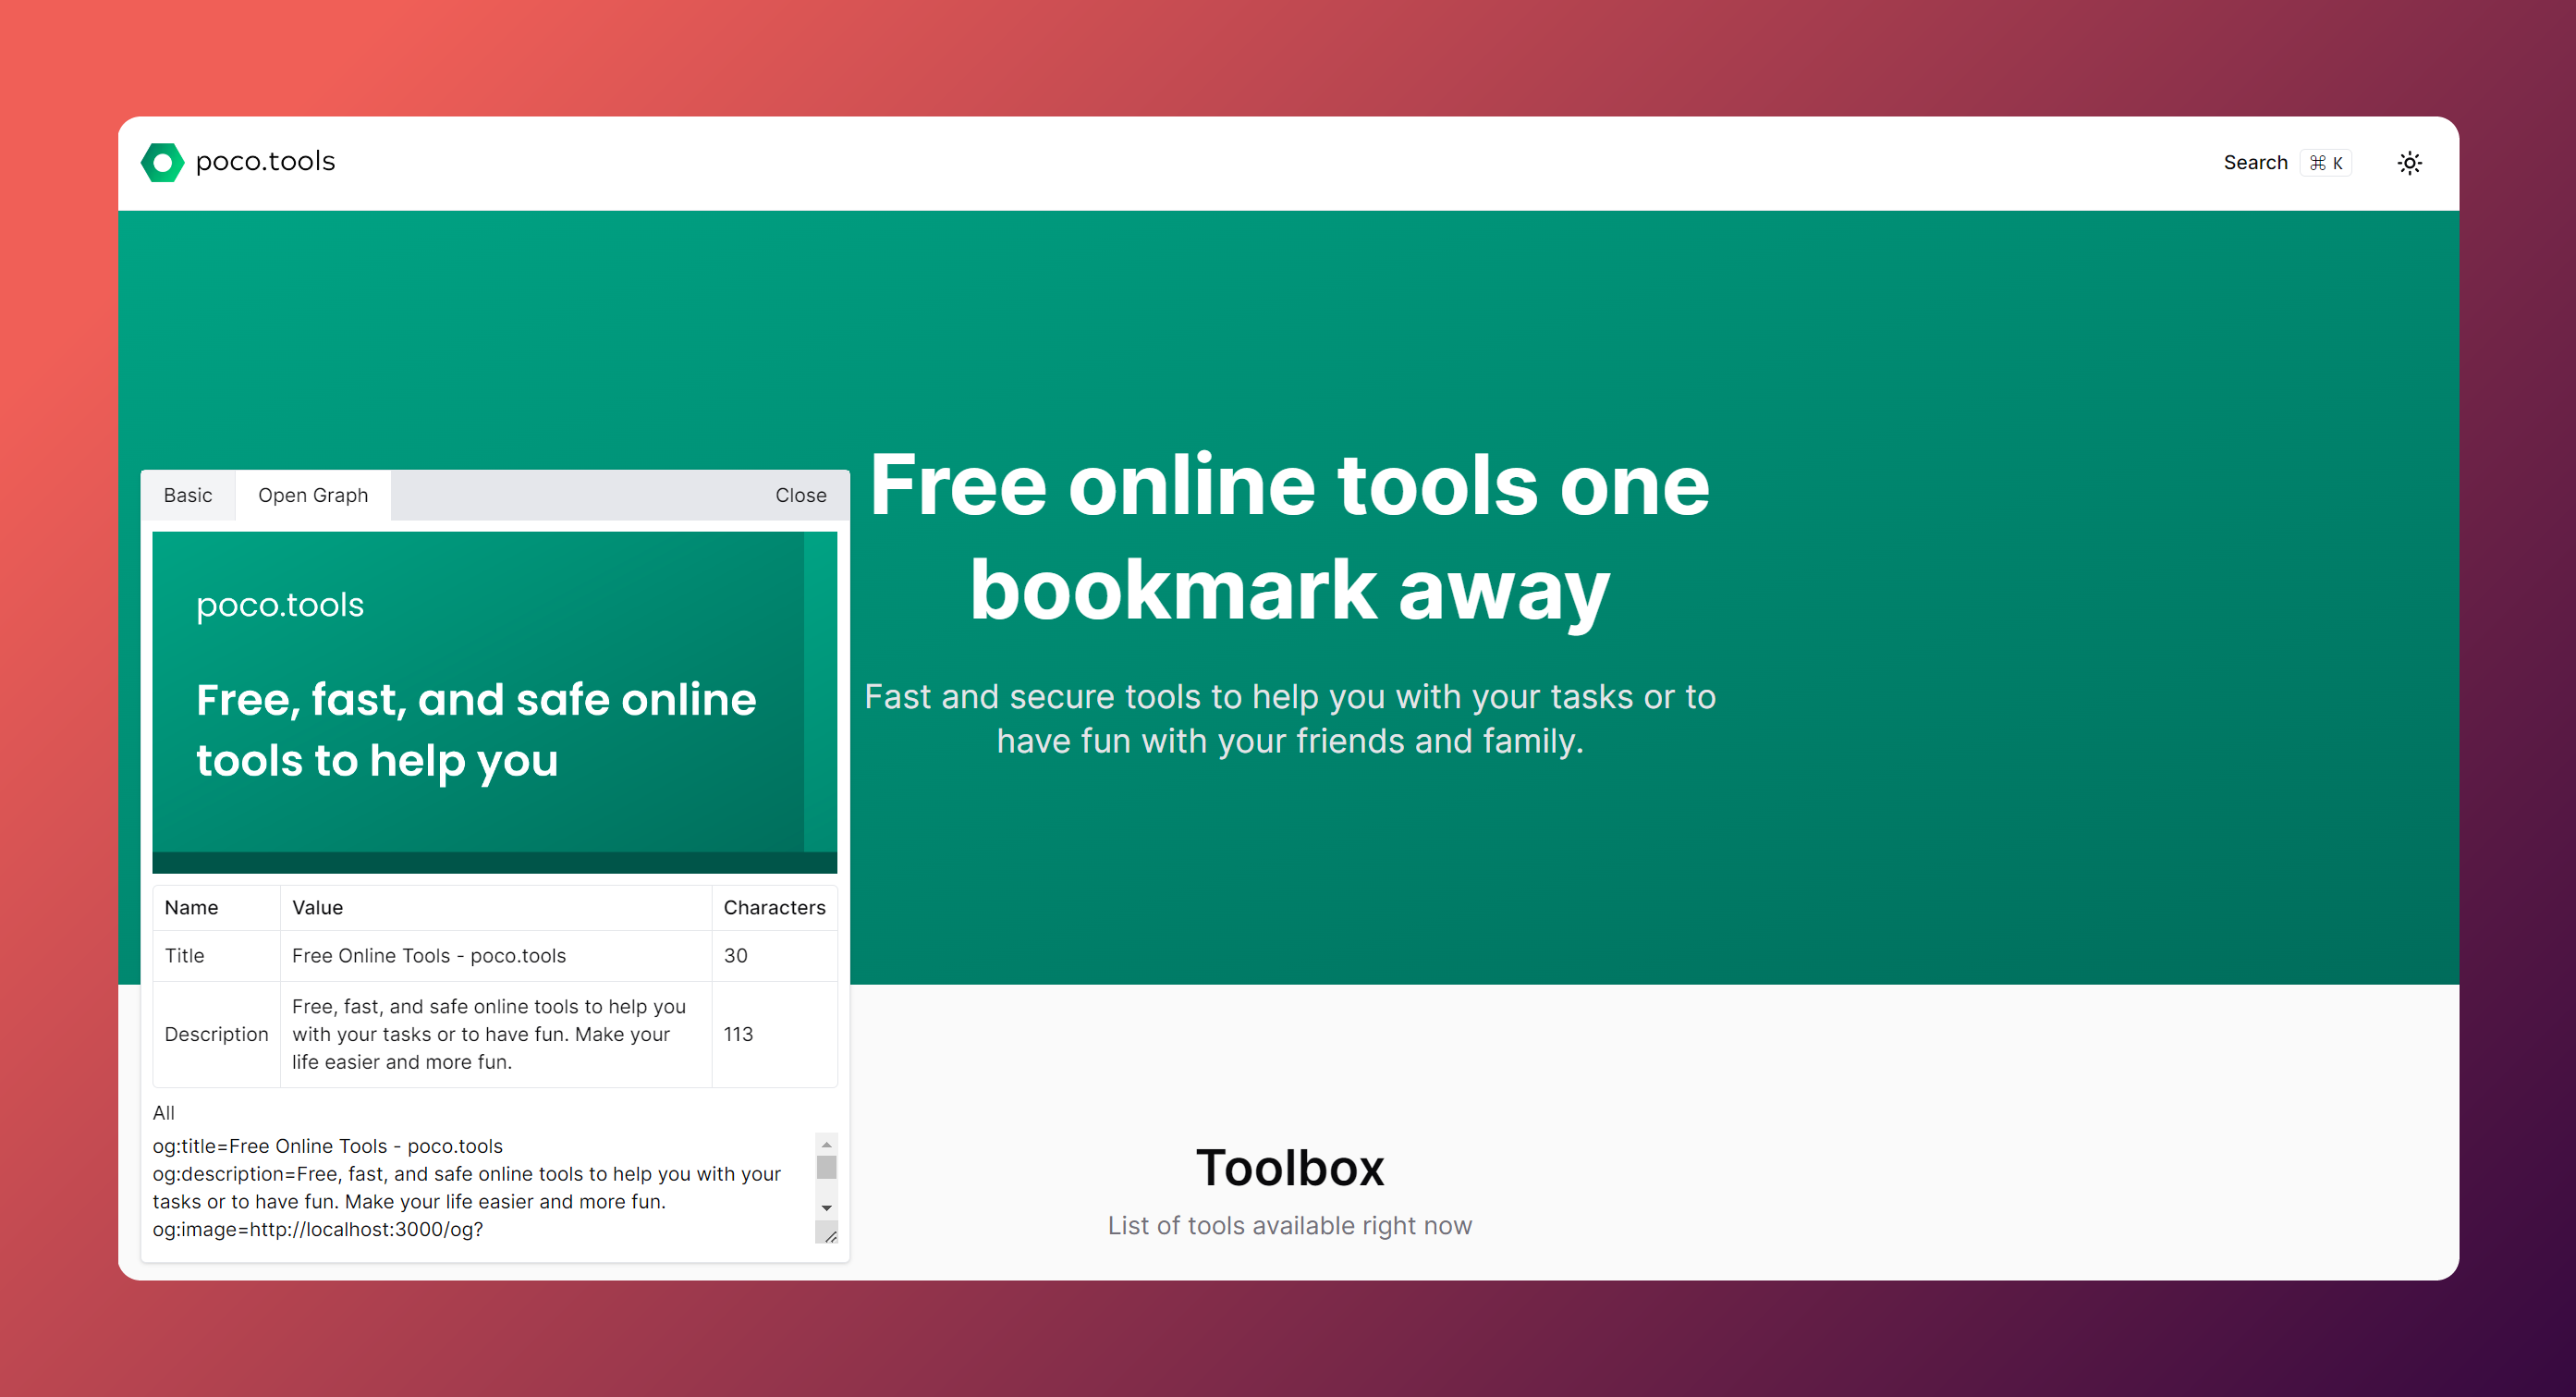 poco.tools
Search ⌘ K
Free online tools one
bookmark away
Fast and secure tools to help you with your tasks or to
have fun with your friends and family.
Basic Open Graph Close
poco.tools
Free, fast, and safe online
tools to help you
Name Value Characters
Title Free Online Tools - poco.tools 30
Description Free, fast, and safe online tools to help you
with your tasks or to have fun. Make your
life easier and more fun. 113
All
og:title=Free Online Tools - poco.tools
og:description=Free, fast, and safe online tools to help you with your
tasks or to have fun. Make your life easier and more fun.
og:image=http://localhost:3000/og?
Toolbox
List of tools available right now